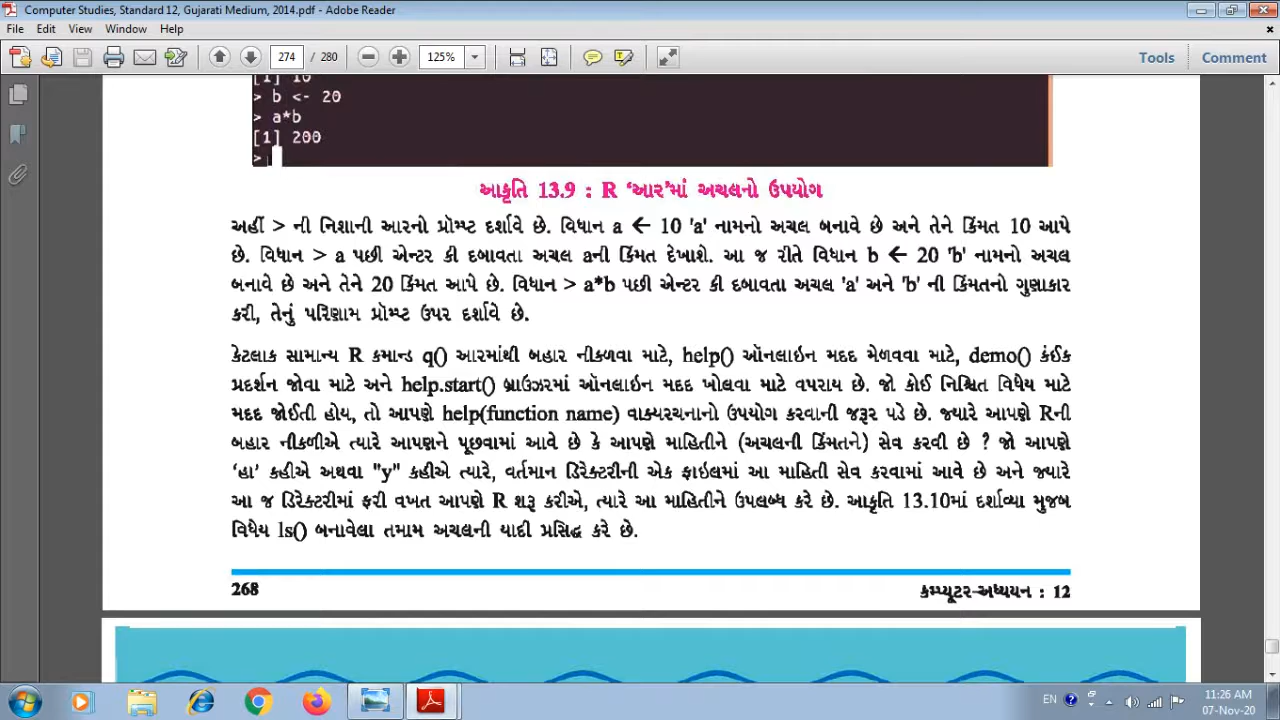 Computer Studies, Standard 12, Gujarati Medium, 2014.pdf - Adobe Reader
File Edit View Window Help
274 / 280 125% Tools Comment
[1] 10
> b <- 20
> a*b
[1] 200
>
આકૃતિ 13.9 : R ‘આર’માં અચલનો ઉપયોગ
અહીં > ની નિશાની આરનો પ્રૉમ્પ્ટ દર્શાવે છે. વિધાન a ← 10 'a' નામનો અચલ બનાવે છે અને તેને કિંમત 10 આપે
છે. વિધાન > a પછી એન્ટર કી દબાવતા અચલ aની કિંમત દેખાશે. આ જ રીતે વિધાન b ← 20 'b' નામનો અચલ
બનાવે છે અને તેને 20 કિંમત આપે છે. વિધાન > a*b પછી એન્ટર કી દબાવતા અચલ 'a' અને 'b' ની કિંમતનો ગુણાકાર
કરી, તેનું પરિણામ પ્રૉમ્પ્ટ ઉપર દર્શાવે છે.
કેટલાક સામાન્ય R કમાન્ડ q() આરમાંથી બહાર નીકળવા માટે, help() ઑનલાઇન મદદ મેળવવા માટે, demo() કંઈક
પ્રદર્શન જોવા માટે અને help.start() બ્રાઉઝરમાં ઑનલાઇન મદદ ખોલવા માટે વપરાય છે. જો કોઈ નિશ્ચિત વિધેય માટે
મદદ જોઈતી હોય, તો આપણે help(function name) વાક્યરચનાનો ઉપયોગ કરવાની જરૂર પડે છે. જ્યારે આપણે Rની
બહાર નીકળીએ ત્યારે આપણને પૂછવામાં આવે છે કે આપણે માહિતીને (અચલની કિંમતને) સેવ કરવી છે ? જો આપણે
‘હા’ કહીએ અથવા "y" કહીએ ત્યારે, વર્તમાન ડિરેક્ટરીની એક ફાઇલમાં આ માહિતી સેવ કરવામાં આવે છે અને જ્યારે
આ જ ડિરેક્ટરીમાં ફરી વખત આપણે R શરૂ કરીએ, ત્યારે આ માહિતીને ઉપલબ્ધ કરે છે. આકૃતિ 13.10માં દર્શાવ્યા મુજબ
વિધેય ls() બનાવેલા તમામ અચલની યાદી પ્રસિદ્ધ કરે છે.
268 કમ્પ્યૂટર-અધ્યયન : 12
EN 11:26 AM
07-Nov-20